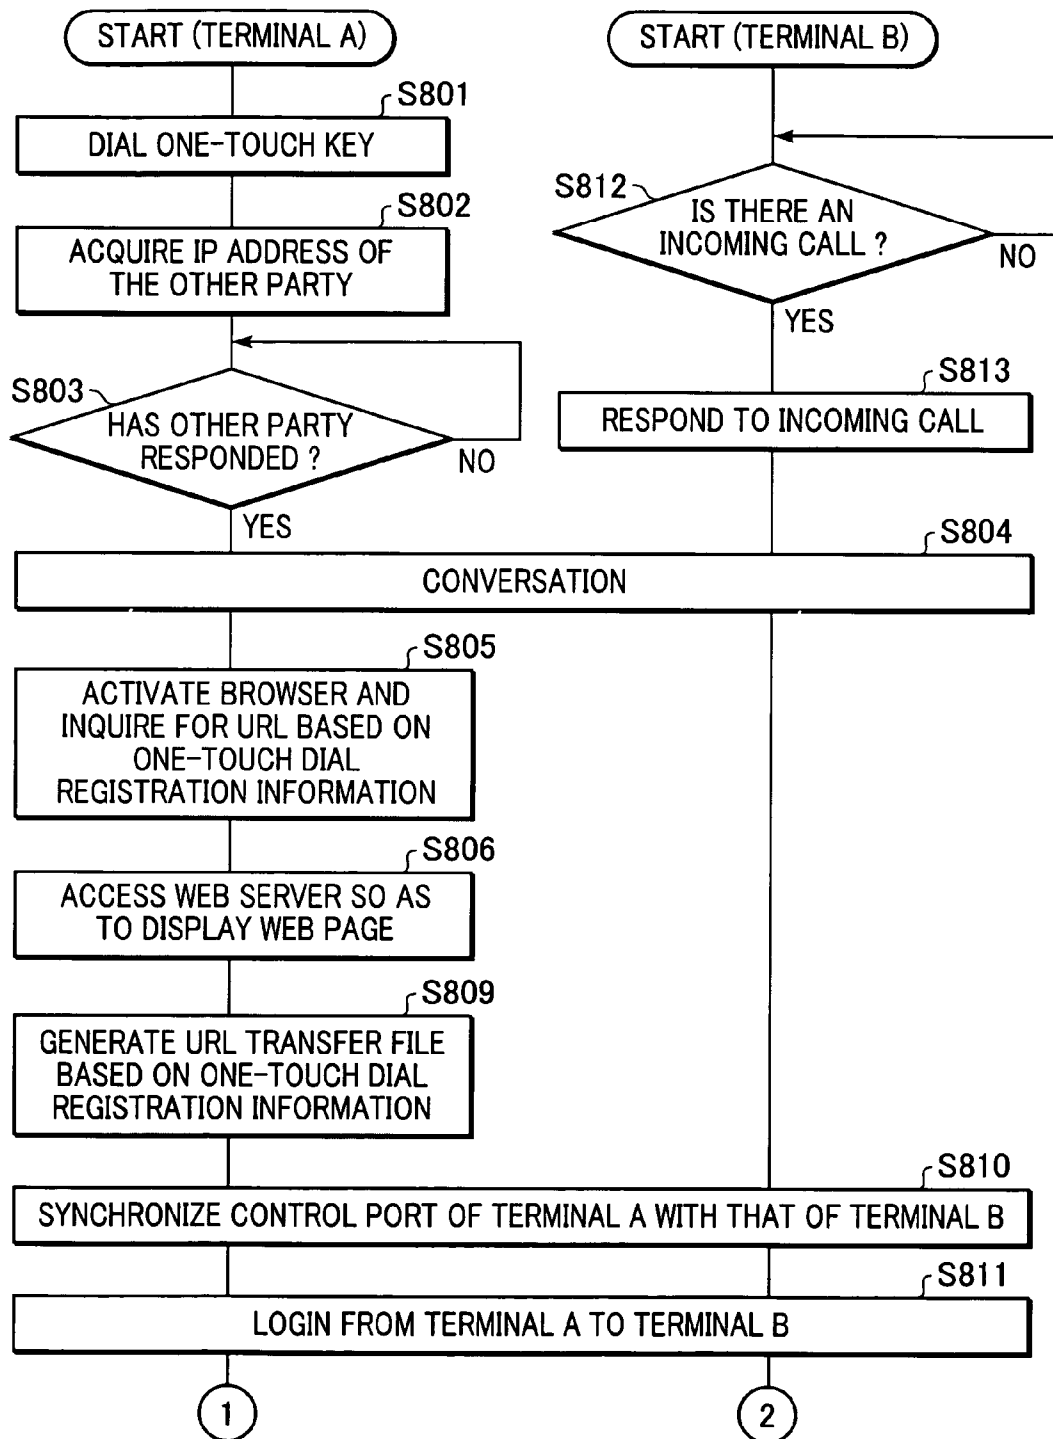 START (TERMINAL A)
S801
DIAL ONE-TOUCH KEY
S802
ACQUIRE IP ADDRESS OF
THE OTHER PARTY
S803
HAS OTHER PARTY
RESPONDED ?
NO
YES
START (TERMINAL B)
S812
IS THERE AN
INCOMING CALL ?
NO
YES
S813
RESPOND TO INCOMING CALL
S804
CONVERSATION
S805
ACTIVATE BROWSER AND
INQUIRE FOR URL BASED ON
ONE-TOUCH DIAL
REGISTRATION INFORMATION
S806
ACCESS WEB SERVER SO AS
TO DISPLAY WEB PAGE
S809
GENERATE URL TRANSFER FILE
BASED ON ONE-TOUCH DIAL
REGISTRATION INFORMATION
S810
SYNCHRONIZE CONTROL PORT OF TERMINAL A WITH THAT OF TERMINAL B
S811
LOGIN FROM TERMINAL A TO TERMINAL B
1
2